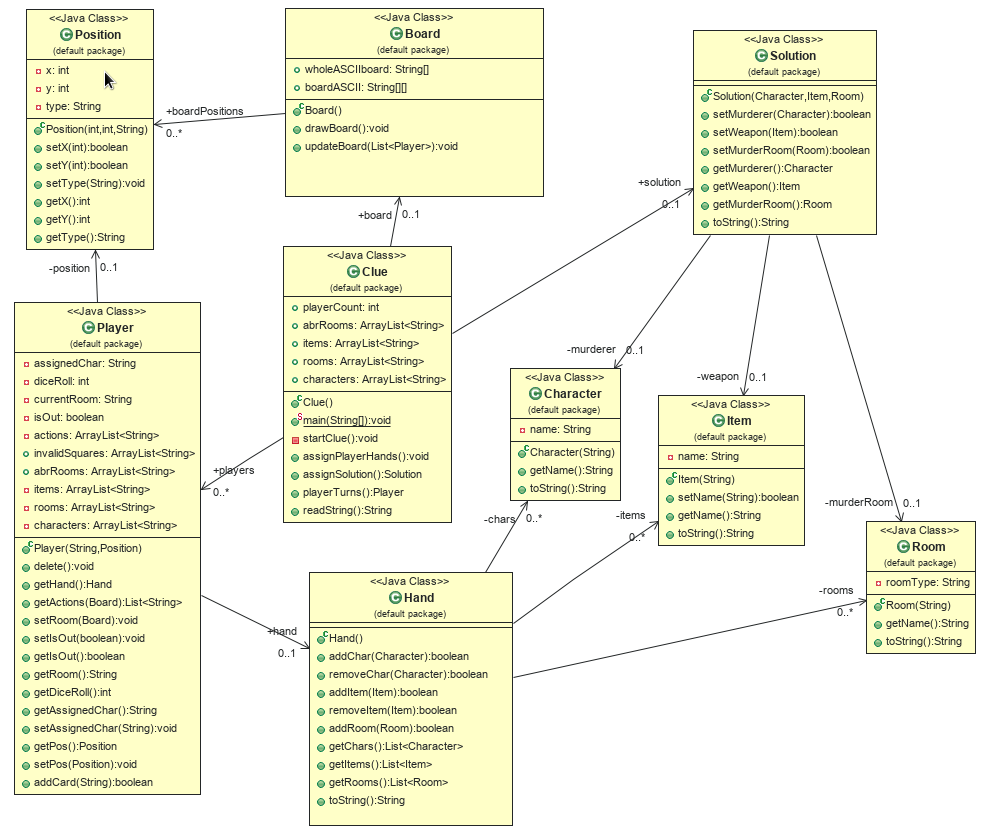 <<Java Class>>
Position
(default package)
x: int
y: int
type: String
Position(int,int,String)
setX(int):boolean
setY(int):boolean
setType(String):void
getX():int
getY():int
getType():String
<<Java Class>>
Board
(default package)
wholeASCIIboard: String[]
boardASCII: String[][]
Board()
drawBoard():void
updateBoard(List<Player>):void
+boardPositions
0..*
<<Java Class>>
Solution
(default package)
Solution(Character,Item,Room)
setMurderer(Character):boolean
setWeapon(Item):boolean
setMurderRoom(Room):boolean
getMurderer():Character
getWeapon():Item
getMurderRoom():Room
toString():String
+board
0..1
+solution
0..1
-position
0..1
<<Java Class>>
Clue
(default package)
playerCount: int
abrRooms: ArrayList<String>
items: ArrayList<String>
rooms: ArrayList<String>
characters: ArrayList<String>
Clue()
main(String[]):void
startClue():void
assignPlayerHands():void
assignSolution():Solution
playerTurns():Player
readString():String
<<Java Class>>
Player
(default package)
assignedChar: String
diceRoll: int
currentRoom: String
isOut: boolean
actions: ArrayList<String>
invalidSquares: ArrayList<String>
abrRooms: ArrayList<String>
items: ArrayList<String>
rooms: ArrayList<String>
characters: ArrayList<String>
Player(String,Position)
delete():void
getHand():Hand
getActions(Board):List<String>
setRoom(Board):void
setIsOut(boolean):void
getIsOut():boolean
getRoom():String
getDiceRoll():int
getAssignedChar():String
setAssignedChar(String):void
getPos():Position
setPos(Position):void
addCard(String):boolean
+players
0..*
-murderer
0..1
-weapon
0..1
-murderRoom
0..1
<<Java Class>>
Character
(default package)
name: String
Character(String)
getName():String
toString():String
<<Java Class>>
Item
(default package)
name: String
Item(String)
setName(String):boolean
getName():String
toString():String
<<Java Class>>
Room
(default package)
roomType: String
Room(String)
getName():String
toString():String
-chars
0..*
-items
0..*
-rooms
0..*
+hand
0..1
<<Java Class>>
Hand
(default package)
Hand()
addChar(Character):boolean
removeChar(Character):boolean
addItem(Item):boolean
removeItem(Item):boolean
addRoom(Room):boolean
getChars():List<Character>
getItems():List<Item>
getRooms():List<Room>
toString():String